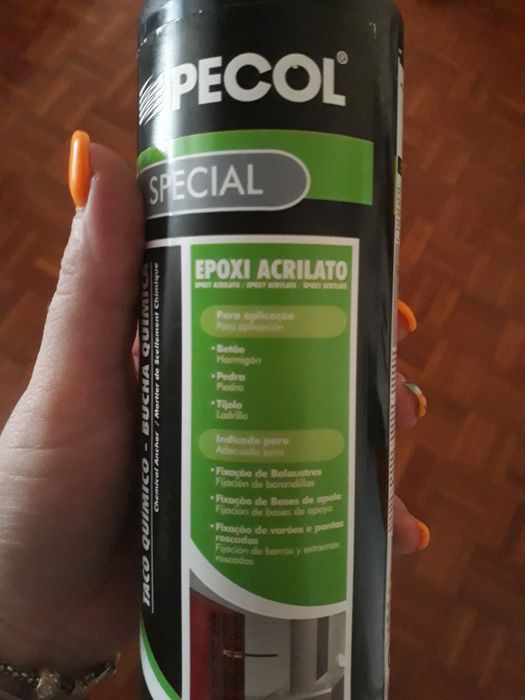 PECOL®
SPECIAL
EPOXI ACRILATO
EPOXY ACRILATO / EPOXY ACRYLATE / ÉPOXY ACRYLATE
Para aplicação
Para aplicación
• Betão
Hormigón
• Pedra
Piedra
• Tijolo
Ladrillo
Indicado para
Adecuado para
• Fixação de Balaustres
Fijación de barandillas
• Fixação de Bases de apoio
Fijación de bases de apoyo
• Fixação de varões e pontas
roscadas
Fijación de barras y extremos
roscados
TACO QUÍMICO - BUCHA QUÍMICA
Chemical Anchor / Mortier de Scellement Chimique